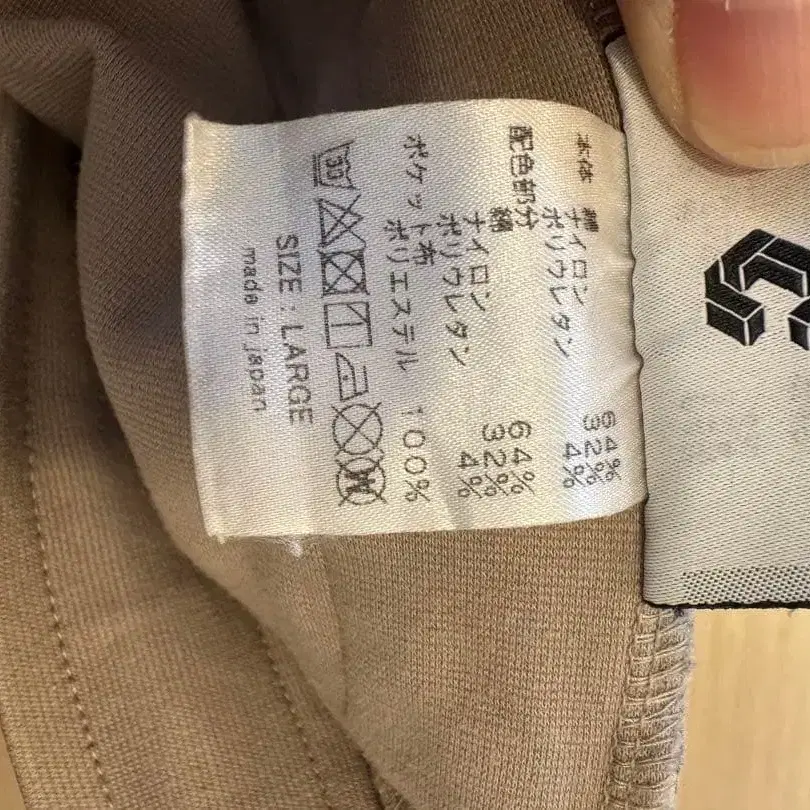 本体 綿 64%
ナイロン 32%
ポリウレタン 4%
配色部分
綿 64%
ナイロン 32%
ポリウレタン 4%
ポケット布
ポリエステル 100%
30
W
SIZE : LARGE
made in japan